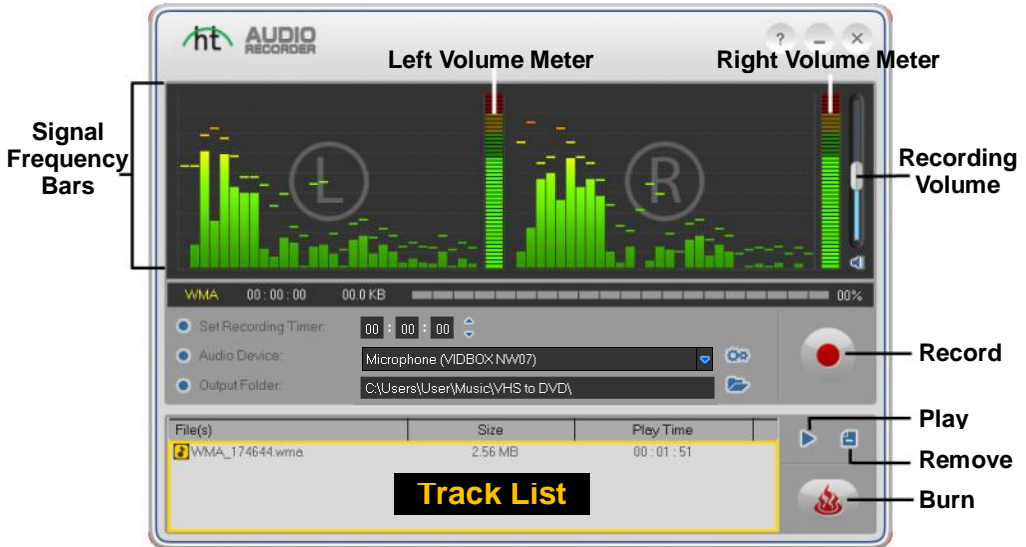 ht AUDIO
RECORDER
?
Left Volume Meter
Right Volume Meter
Signal
Frequency
Bars
L
R
Recording
Volume
WMA 00 : 00 : 00 00.0 KB 00%
Set Recording Timer: 00 : 00 : 00
Audio Device: Microphone (VIDBOX NW07)
Output Folder: C:\Users\User\Music\VHS to DVD\
Record
File(s) Size Play Time
WMA_174644.wma 2.56 MB 00 : 01 : 51
Track List
Play
Remove
Burn